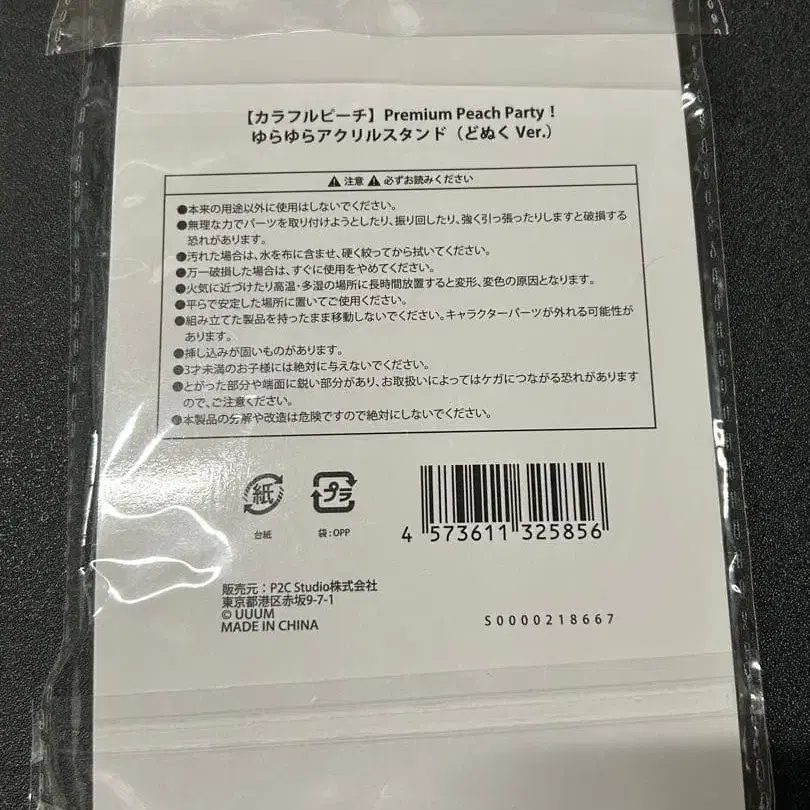 【カラフルピーチ】Premium Peach Party！
ゆらゆらアクリルスタンド（どぬくVer.）
⚠ 注意 ⚠ 必ずお読みください
●本来の用途以外に使用はしないでください。
●無理な力でパーツを取り付けようとしたり、振り回したり、強く引っ張ったりしますと破損する
恐れがあります。
●汚れた場合は、水を布に含ませ、硬く絞ってから拭いてください。
●万一破損した場合は、すぐに使用をやめてください。
●火気に近づけたり高温・多湿の場所に長時間放置すると変形、変色の原因となります。
●平らで安定した場所に置いてご使用ください。
●組み立てた製品を持ったまま移動しないでください。キャラクターパーツが外れる可能性が
あります。
●挿し込みが固いものがあります。
●3才未満のお子様には絶対に与えないでください。
●とがった部分や端面に鋭い部分があり、お取扱いによってはケガにつながる恐れがあります
ので、ご注意ください。
●本製品の分解や改造は危険ですので絶対にしないでください。
紙
プラ
台紙
袋：OPP
4 573611 325856
販売元：P2C Studio株式会社
東京都港区赤坂9-7-1
© UUUM
MADE IN CHINA
S0000218667